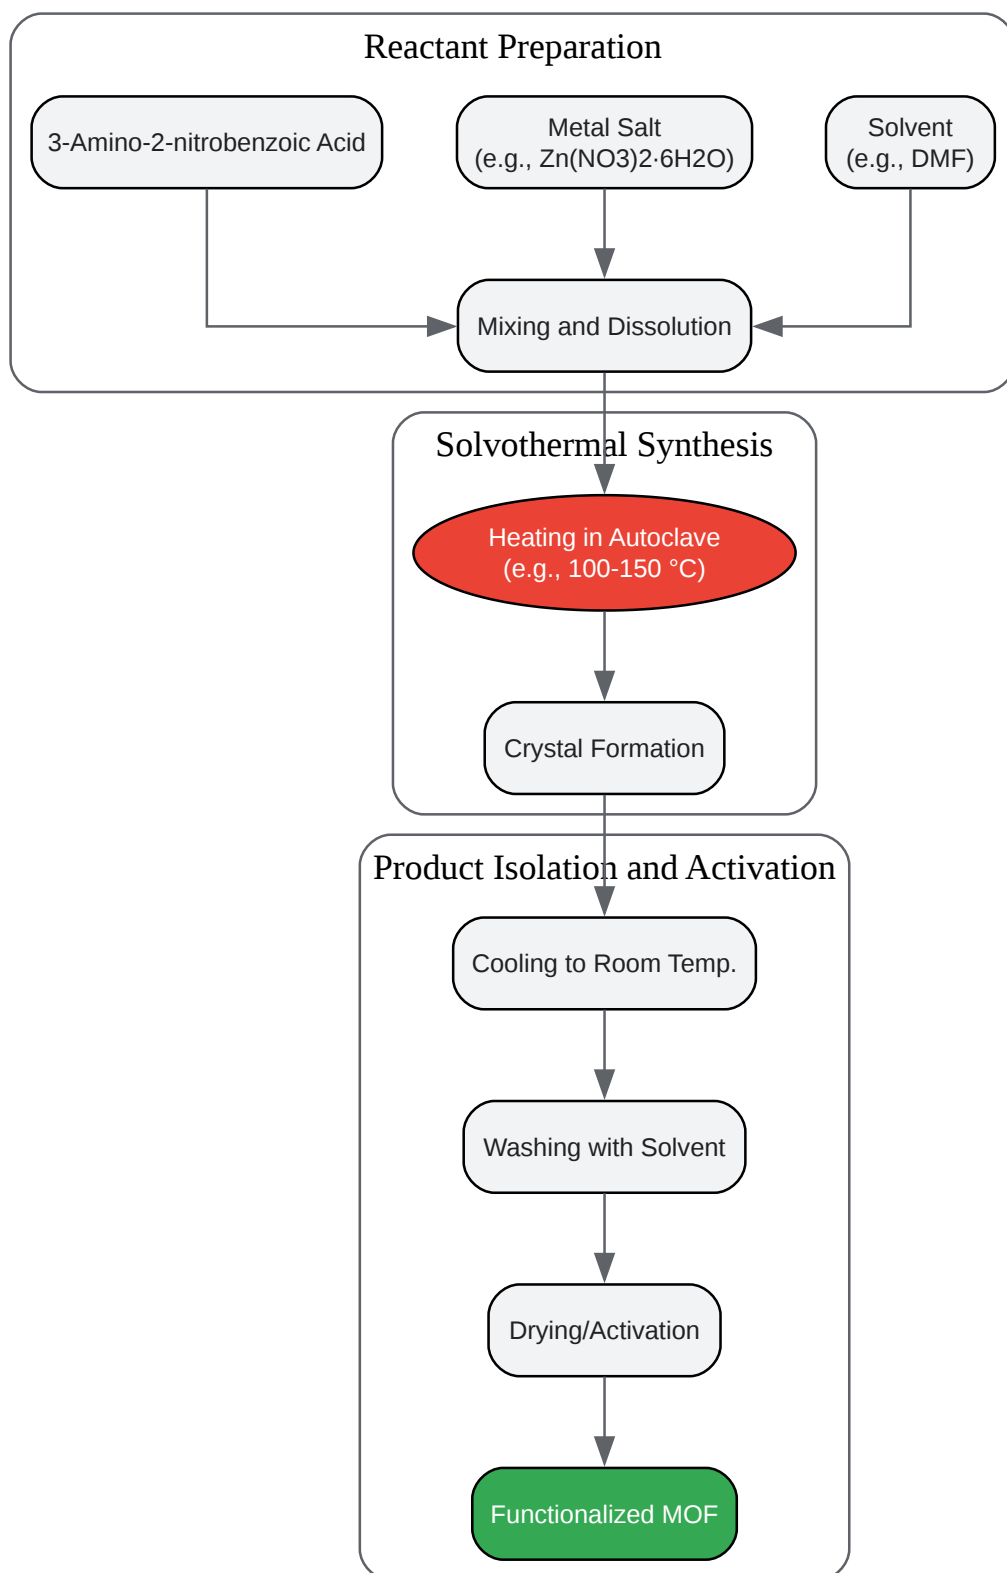 Reactant Preparation
3-Amino-2-nitrobenzoic Acid
Metal Salt
(e.g., Zn(NO3)2·6H2O)
Solvent
(e.g., DMF)
Mixing and Dissolution
Solvothermal Synthesis
Heating in Autoclave
(e.g., 100-150 °C)
Crystal Formation
Product Isolation and Activation
Cooling to Room Temp.
Washing with Solvent
Drying/Activation
Functionalized MOF